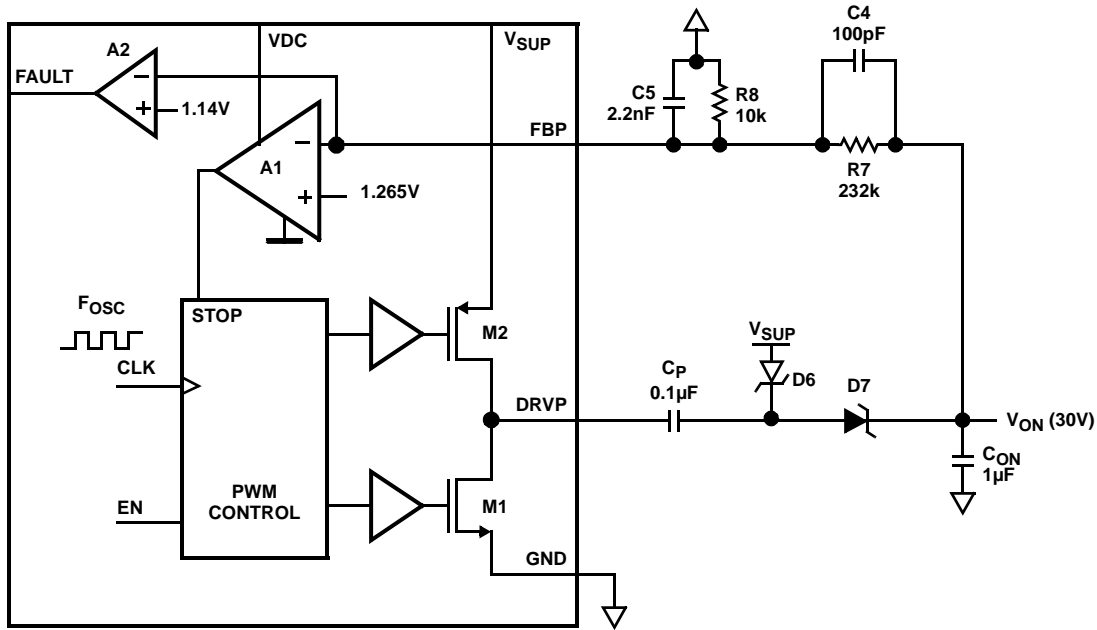 VDC
VSUP
A2
FAULT
−
+
1.14V
FBP
A1
−
+
1.265V
C4
100pF
C5
2.2nF
R8
10k
R7
232k
FOSC
STOP
CLK
M2
VSUP
D6
CP
0.1µF
D7
DRVP
VON (30V)
CON
1µF
EN
PWM
CONTROL
M1
GND